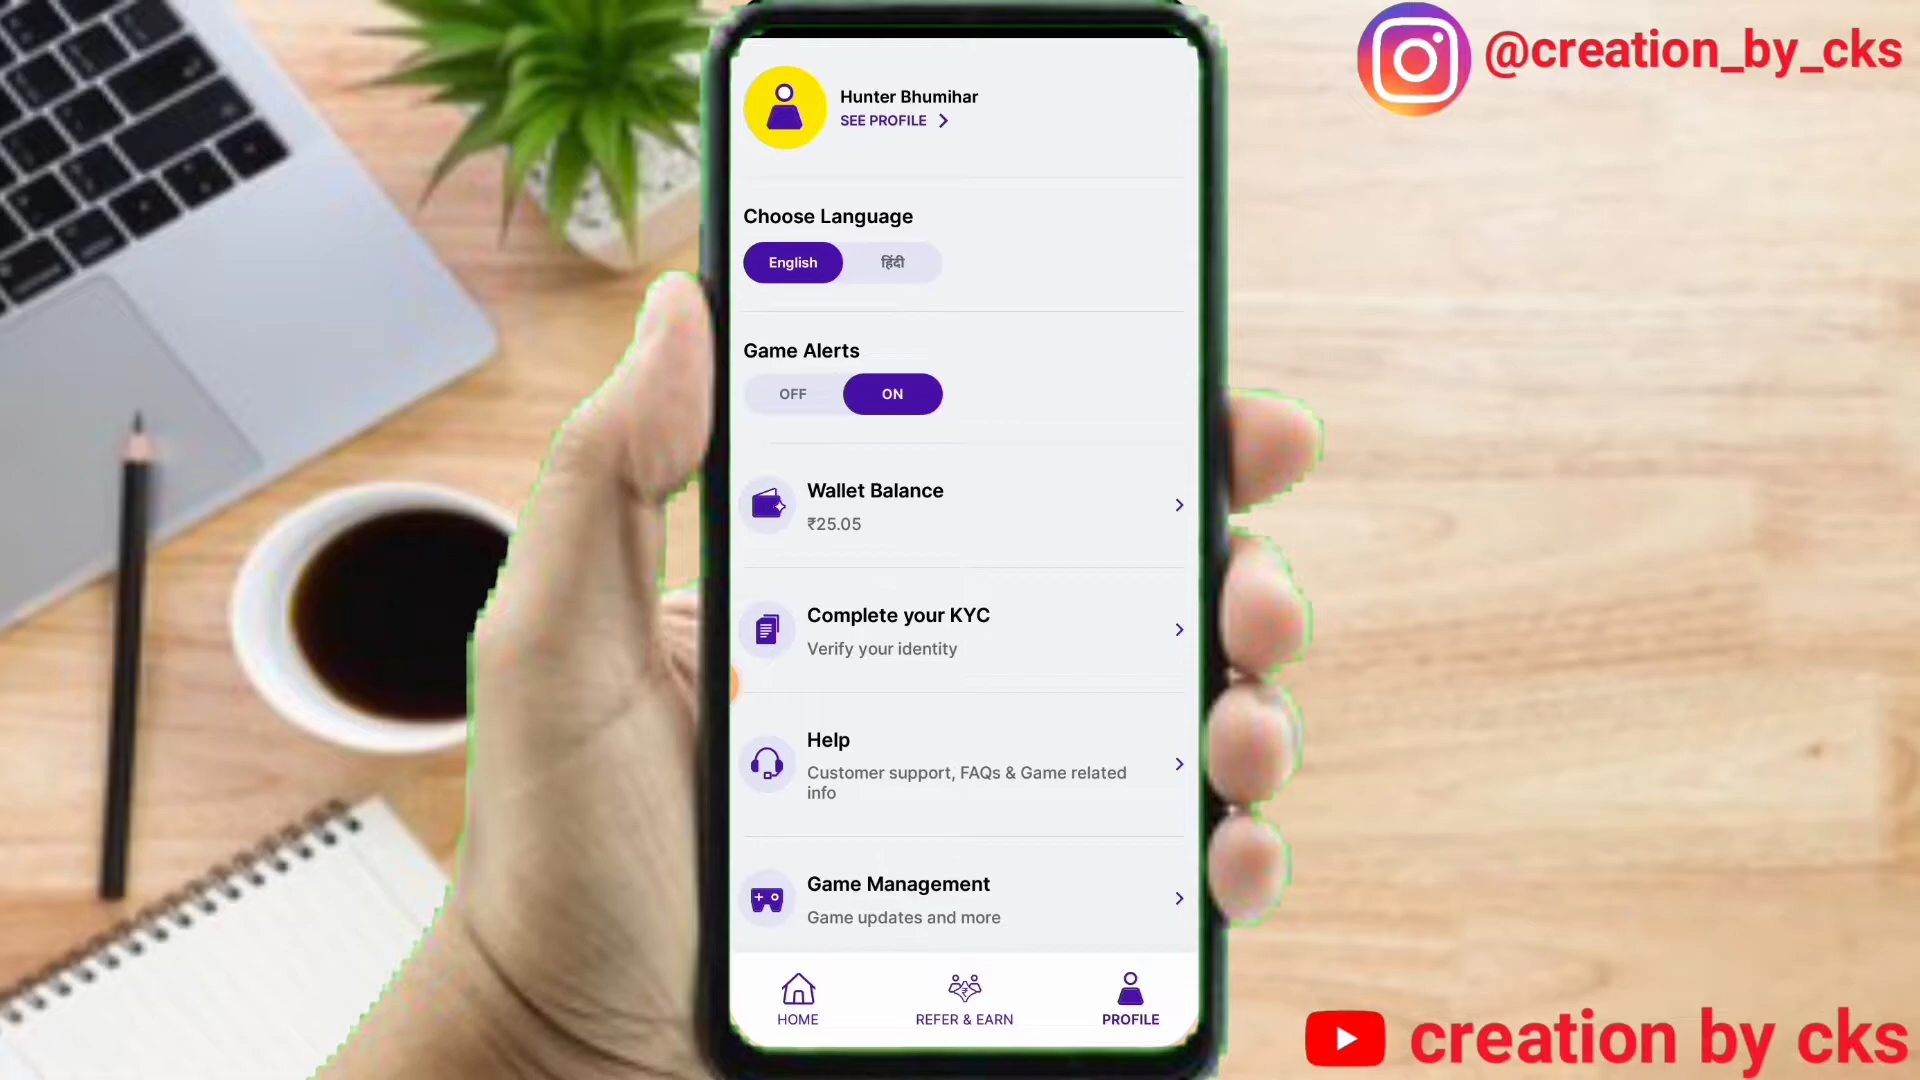 @creation_by_cks
Hunter Bhumihar
SEE PROFILE
Choose Language
English
हिंदी
Game Alerts
OFF
ON
Wallet Balance
₹25.05
Complete your KYC
Verify your identity
Help
Customer support, FAQs & Game related
info
Game Management
Game updates and more
HOME
REFER & EARN
PROFILE
creation by cks